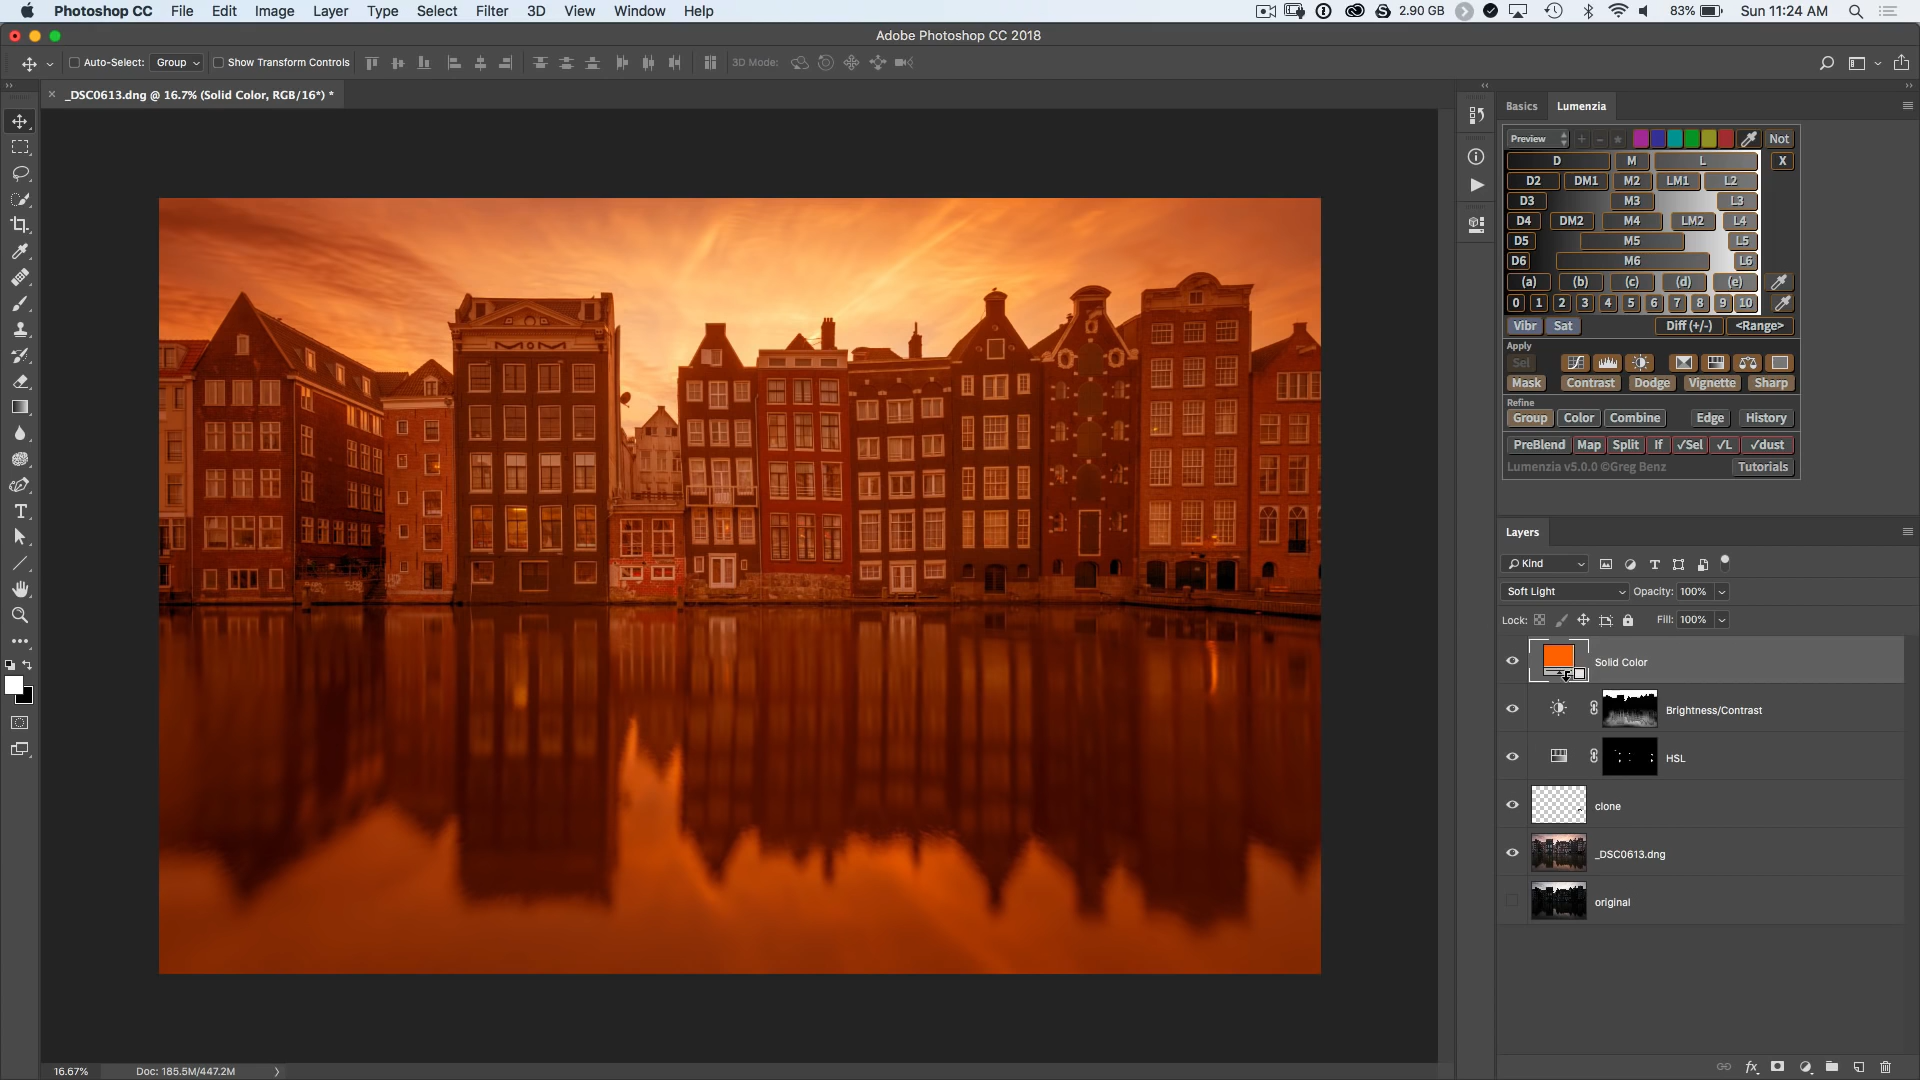 Photoshop CC File Edit Image Layer Type Select Filter 3D View Window Help 2.90 GB 83% Sun 11:24 AM
Adobe Photoshop CC 2018
Auto-Select: Group Show Transform Controls 3D Mode:
_DSC0613.dng @ 16.7% (Solid Color, RGB/16*) *
Basics Lumenzia
Preview Not
D M L X
D2 DM1 M2 LM1 L2
D3 M3 L3
D4 DM2 M4 LM2 L4
D5 M5 L5
D6 M6 L6
(a) (b) (c) (d) (e)
0 1 2 3 4 5 6 7 8 9 10
Vibr Sat Diff (+/-) <Range>
Apply
Sel
Mask Contrast Dodge Vignette Sharp
Refine
Group Color Combine Edge History
PreBlend Map Split If √Sel √L √dust
Lumenzia v5.0.0 ©Greg Benz Tutorials
Layers
Kind
Soft Light Opacity: 100%
Lock: Fill: 100%
Solid Color
Brightness/Contrast
HSL
clone
_DSC0613.dng
original
16.67% Doc: 185.5M/447.2M